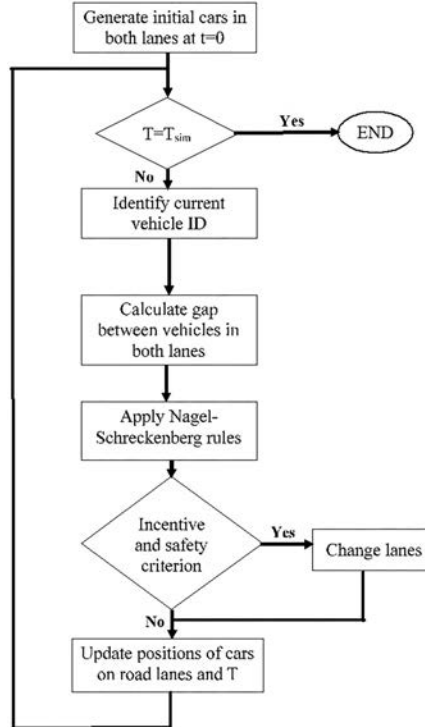 Generate initial cars in
both lanes at t=0
T=Tsim
Yes
END
No
Identify current
vehicle ID
Calculate gap
between vehicles in
both lanes
Apply Nagel-
Schreckenberg rules
Incentive
and safety
criterion
Yes
Change lanes
No
Update positions of cars
on road lanes and T